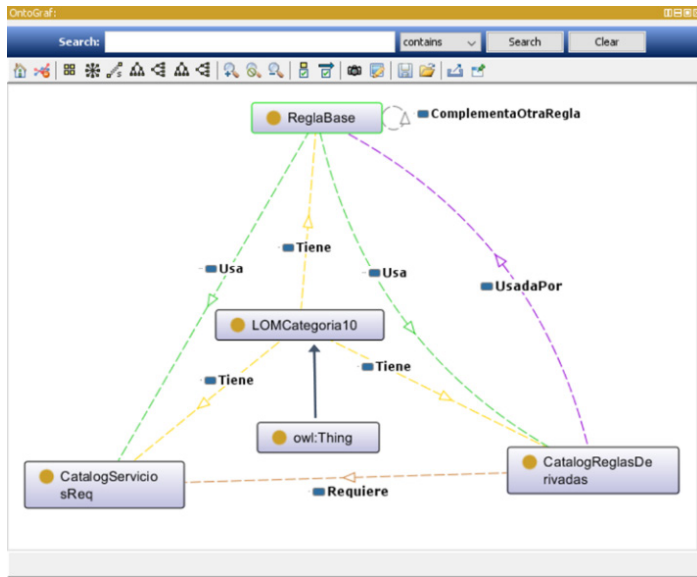 OntoGraf:
Search:
contains
Search
Clear
ReglaBase
ComplementaOtraRegla
Tiene
Usa
Usa
UsadaPor
LOMCategoria10
Tiene
Tiene
owl:Thing
CatalogServicio
sReq
CatalogReglasDe
rivadas
Requiere